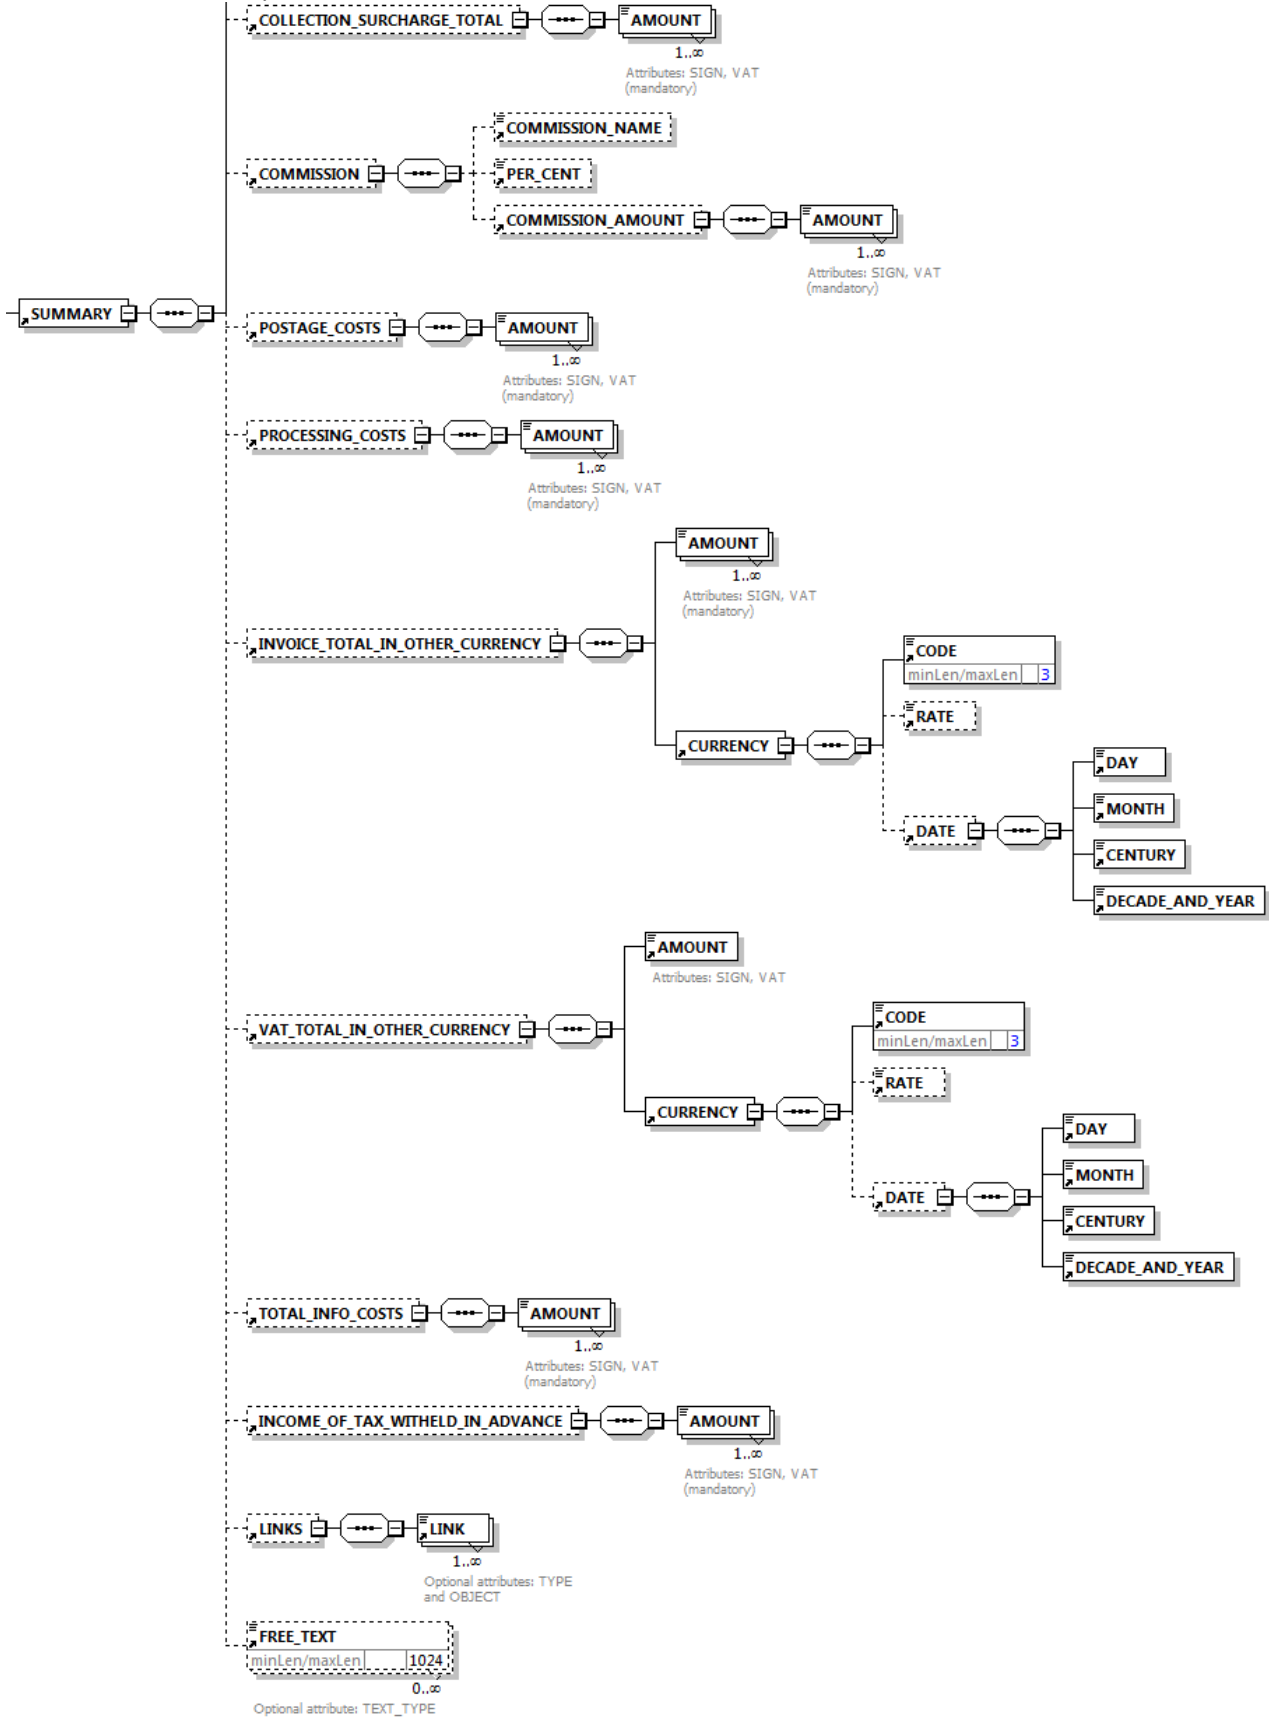 COLLECTION_SURCHARGE_TOTAL
AMOUNT
1..∞
Attributes: SIGN, VAT
(mandatory)
COMMISSION_NAME
COMMISSION
PER_CENT
COMMISSION_AMOUNT
AMOUNT
1..∞
Attributes: SIGN, VAT
(mandatory)
SUMMARY
POSTAGE_COSTS
AMOUNT
1..∞
Attributes: SIGN, VAT
(mandatory)
PROCESSING_COSTS
AMOUNT
1..∞
Attributes: SIGN, VAT
(mandatory)
AMOUNT
1..∞
Attributes: SIGN, VAT
(mandatory)
INVOICE_TOTAL_IN_OTHER_CURRENCY
CODE
minLen/maxLen 3
RATE
CURRENCY
DAY
MONTH
DATE
CENTURY
DECADE_AND_YEAR
AMOUNT
Attributes: SIGN, VAT
VAT_TOTAL_IN_OTHER_CURRENCY
CODE
minLen/maxLen 3
RATE
CURRENCY
DAY
MONTH
DATE
CENTURY
DECADE_AND_YEAR
TOTAL_INFO_COSTS
AMOUNT
1..∞
Attributes: SIGN, VAT
(mandatory)
INCOME_OF_TAX_WITHELD_IN_ADVANCE
AMOUNT
1..∞
Attributes: SIGN, VAT
(mandatory)
LINKS
LINK
1..∞
Optional attributes: TYPE
and OBJECT
FREE_TEXT
minLen/maxLen 1024
0..∞
Optional attribute: TEXT_TYPE